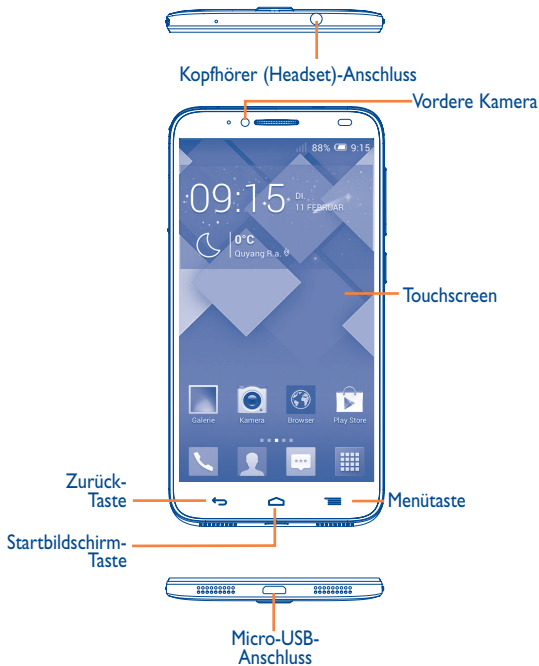 Kopfhörer (Headset)-Anschluss
Vordere Kamera
88% 9:15
09:15
DI.
11 FEBRUAR
0°C
Quyang R.a.
Touchscreen
Galerie
Kamera
Browser
Play Store
Zurück-
Taste
Menütaste
Startbildschirm-
Taste
Micro-USB-
Anschluss